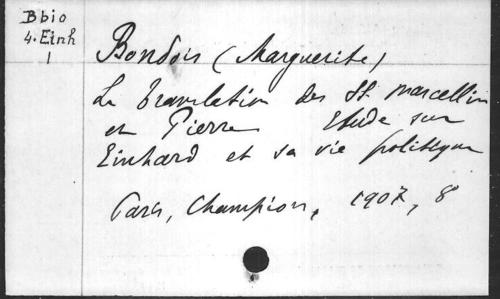 Bbio
4. Einh
1
Bondois (Marguerite)
La translation des SS. Marcellin
et Pierre Etude sur
Einhard et sa vie politique
Paris, Champion, 1907, 8°